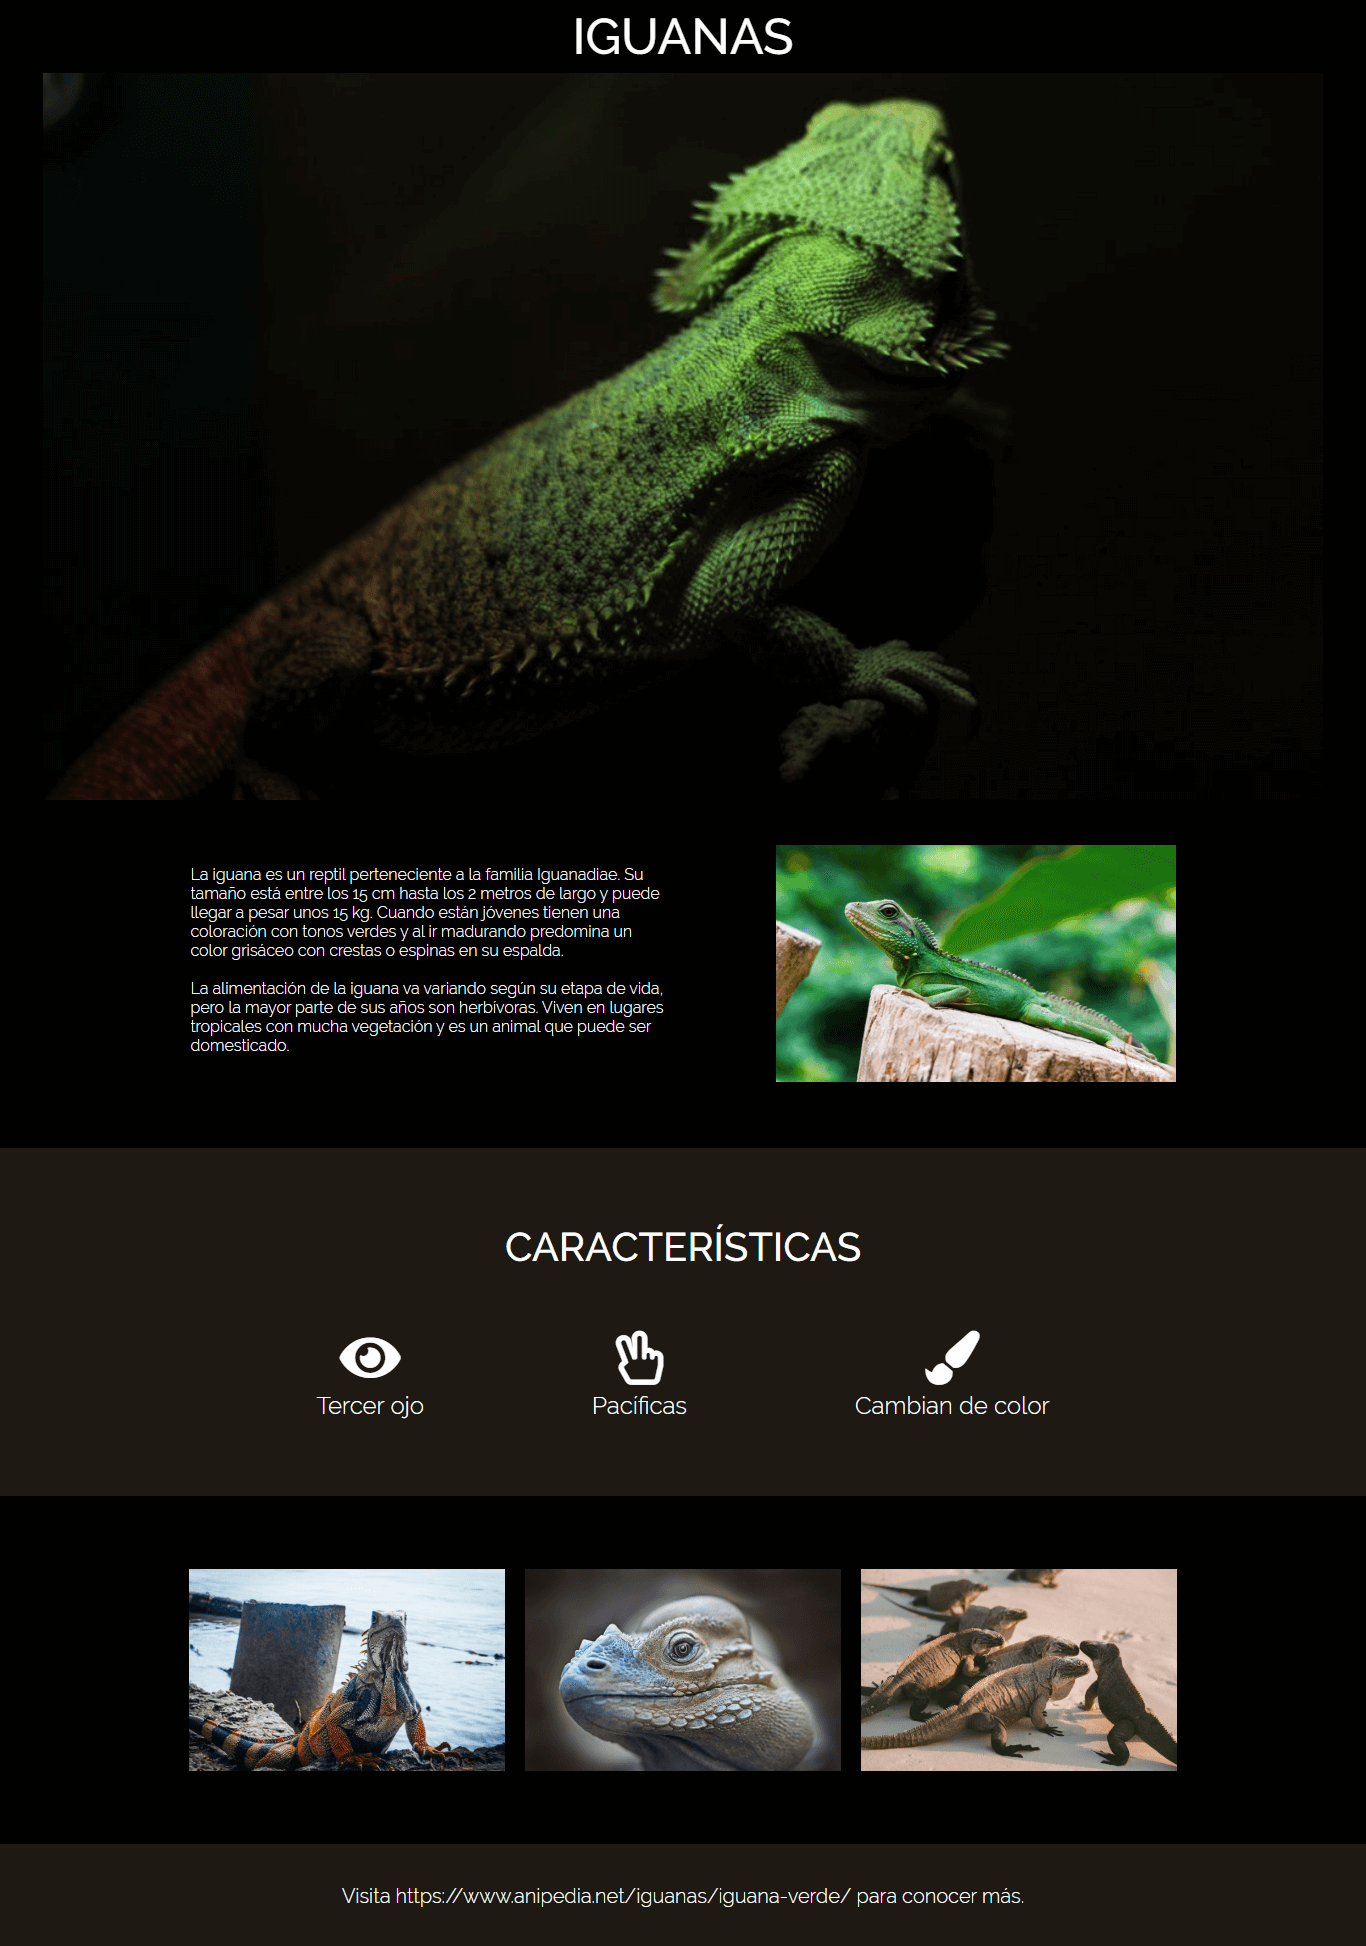 IGUANAS
La iguana es un reptil perteneciente a la familia Iguanadiae. Su
tamaño está entre los 15 cm hasta los 2 metros de largo y puede
llegar a pesar unos 15 kg. Cuando están jóvenes tienen una
coloración con tonos verdes y al ir madurando predomina un
color grisáceo con crestas o espinas en su espalda.
La alimentación de la iguana va variando según su etapa de vida,
pero la mayor parte de sus años son herbívoras. Viven en lugares
tropicales con mucha vegetación y es un animal que puede ser
domesticado.
CARACTERÍSTICAS
Tercer ojo
Pacíficas
Cambian de color
Visita https://www.anipedia.net/iguanas/iguana-verde/ para conocer más.